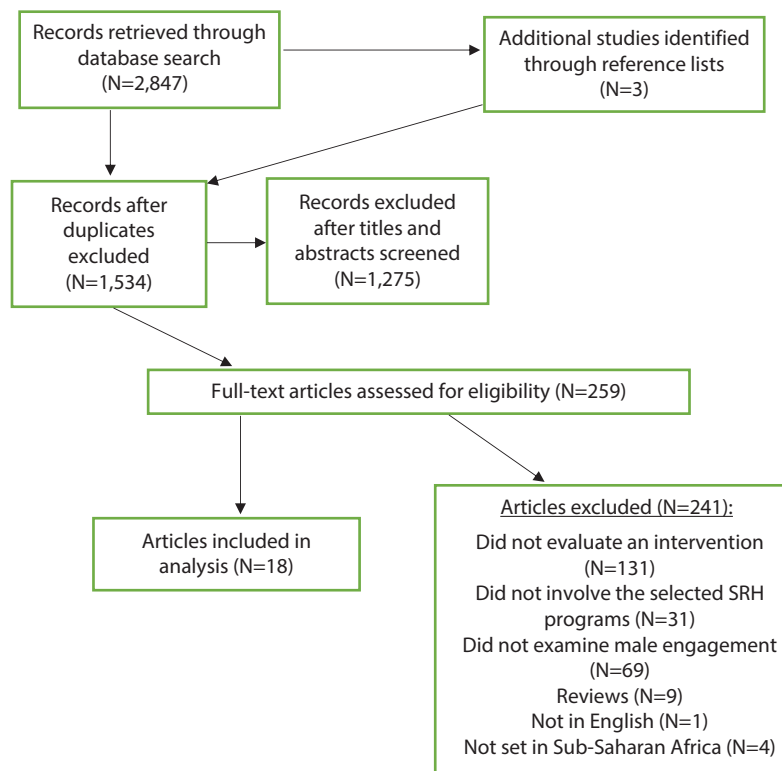 Records retrieved through
database search
(N=2,847)
Additional studies identified
through reference lists
(N=3)
Records after
duplicates
excluded
(N=1,534)
Records excluded
after titles and
abstracts screened
(N=1,275)
Full-text articles assessed for eligibility (N=259)
Articles included in
analysis (N=18)
Articles excluded (N=241):
Did not evaluate an intervention
(N=131)
Did not involve the selected SRH
programs (N=31)
Did not examine male engagement
(N=69)
Reviews (N=9)
Not in English (N=1)
Not set in Sub-Saharan Africa (N=4)